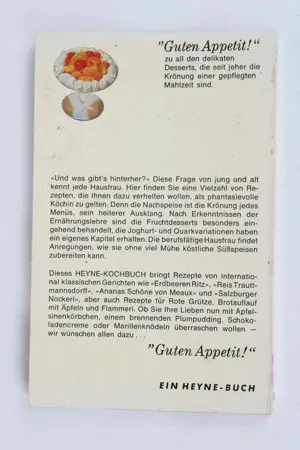 "Guten Appetit!"
zu all den delikaten
Desserts, die seit jeher die
Krönung einer gepflegten
Mahlzeit sind.
»Und was gibt's hinterher?« Diese Frage von jung und alt
kennt jede Hausfrau. Hier finden Sie eine Vielzahl von Re-
zepten, die Ihnen dazu verhelfen wollen, als phantasievolle
Köchin zu gelten. Denn die Nachspeise ist die Krönung jedes
Menüs, sein heiterer Ausklang. Nach Erkenntnissen der
Ernährungslehre sind die Fruchtdesserts besonders einge-
hend behandelt, die Joghurt- und Quarkvariationen haben
ein eigenes Kapitel erhalten. Die berufstätige Hausfrau findet
Anregungen, wie sie ohne viel Mühe köstliche Süßspeisen
zubereiten kann.
Dieses HEYNE-KOCHBUCH bringt Rezepte von internatio-
nal klassischen Gerichten wie »Erdbeeren Ritz«, »Reis Trautt-
mannsdorff«, »Ananas Schöne von Meaux« und »Salzburger
Nockerl«, aber auch Rezepte für Rote Grütze, Brotauflauf
mit Äpfeln und Flammeri. Ob Sie Ihre Lieben nun mit Apfel-
sinenkörbchen, einem brennenden Plumpudding, Schoko-
ladencreme oder Marillenknödeln überraschen wollen —
wir wünschen allen dazu . . .
"Guten Appetit!"
EIN HEYNE-BUCH